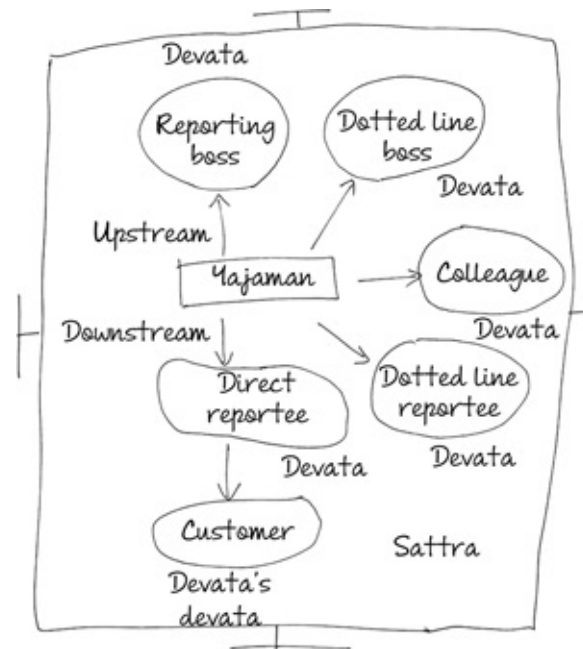 Devata
Reporting
boss
Dotted line
boss
Devata
Upstream
Yajaman
Colleague
Devata
Downstream
Direct
reportee
Dotted line
reportee
Devata
Devata
Customer
Sattra
Devata's
devata